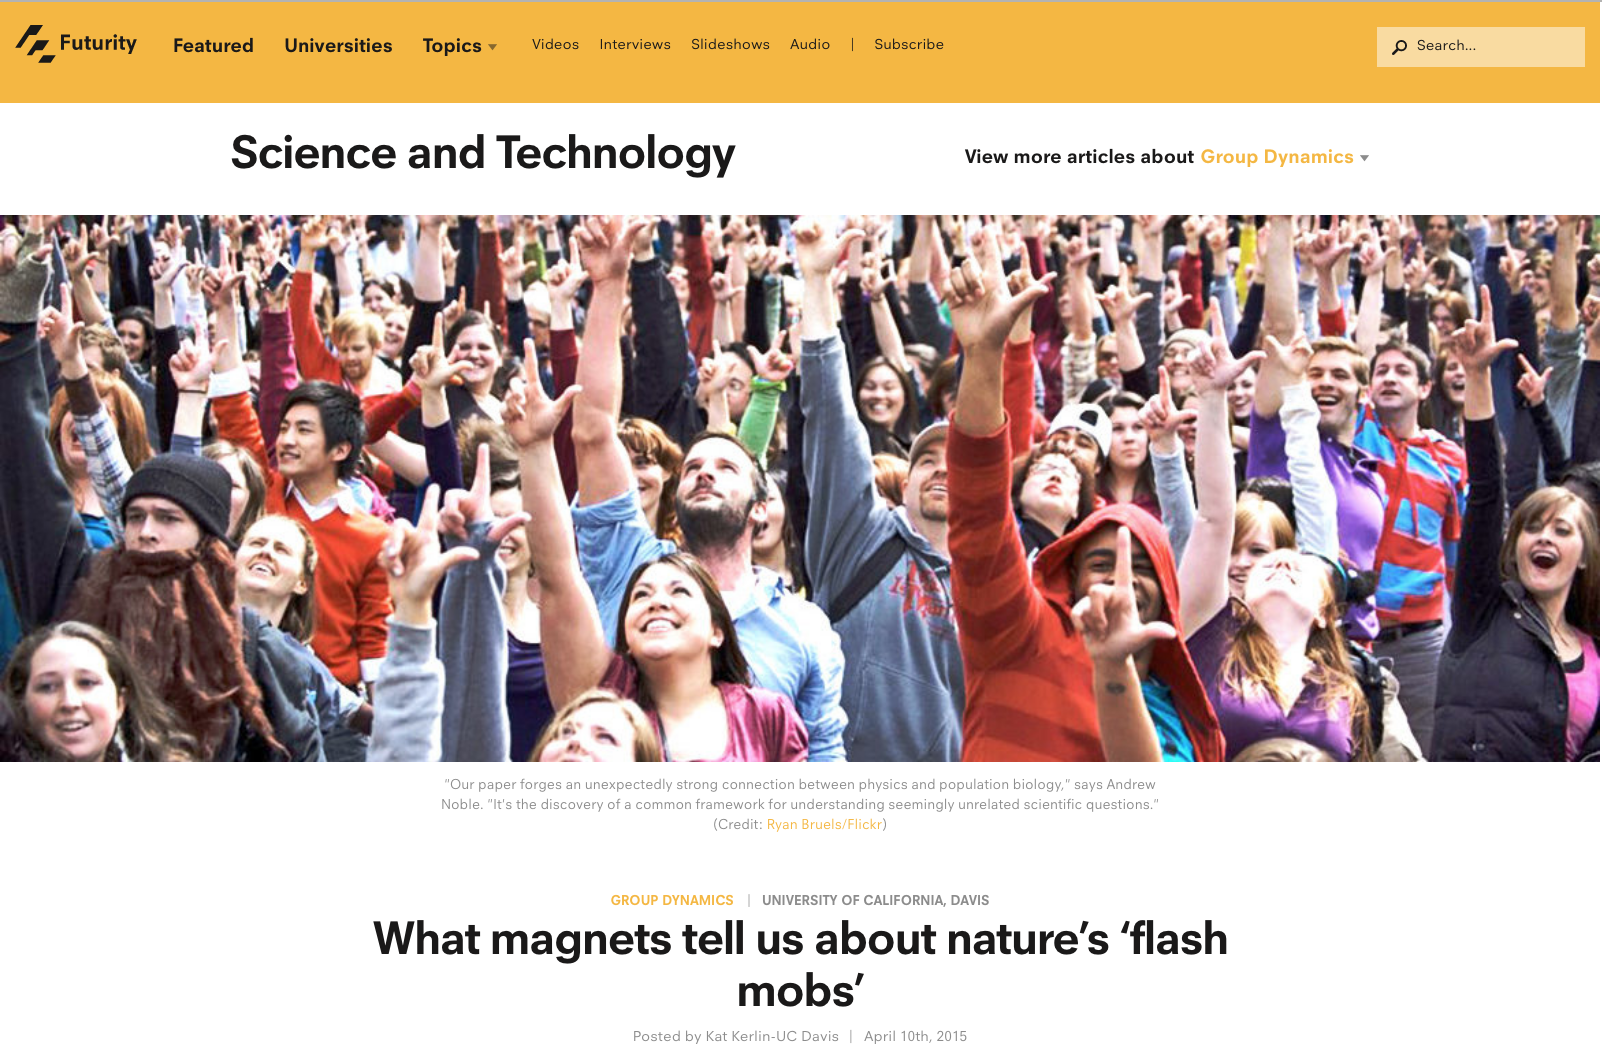 Futurity
Featured
Universities
Topics
Videos
Interviews
Slideshows
Audio
|
Subscribe
Search...
Science and Technology
View more articles about Group Dynamics
"Our paper forges an unexpectedly strong connection between physics and population biology," says Andrew
Noble. "It's the discovery of a common framework for understanding seemingly unrelated scientific questions."
(Credit: Ryan Bruels/Flickr)
GROUP DYNAMICS | UNIVERSITY OF CALIFORNIA, DAVIS
What magnets tell us about nature’s ‘flash
mobs’
Posted by Kat Kerlin-UC Davis | April 10th, 2015